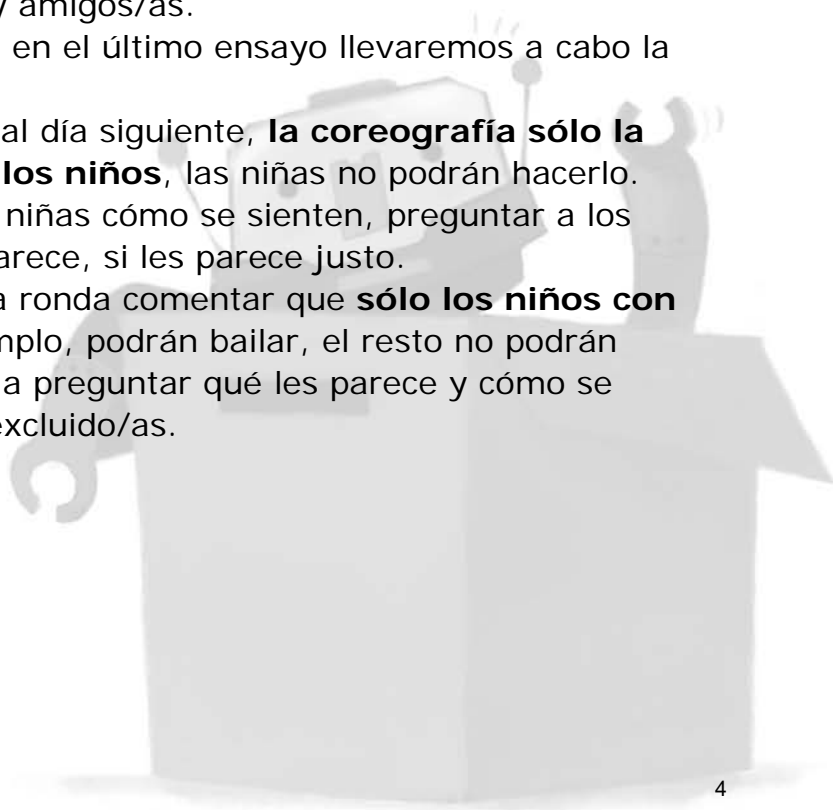 y amigos/as.
en el último ensayo llevaremos a cabo la
al día siguiente, la coreografía sólo la
los niños, las niñas no podrán hacerlo.
niñas cómo se sienten, preguntar a los
arece, si les parece justo.
a ronda comentar que sólo los niños con
mplo, podrán bailar, el resto no podrán
a preguntar qué les parece y cómo se
excluido/as.
4